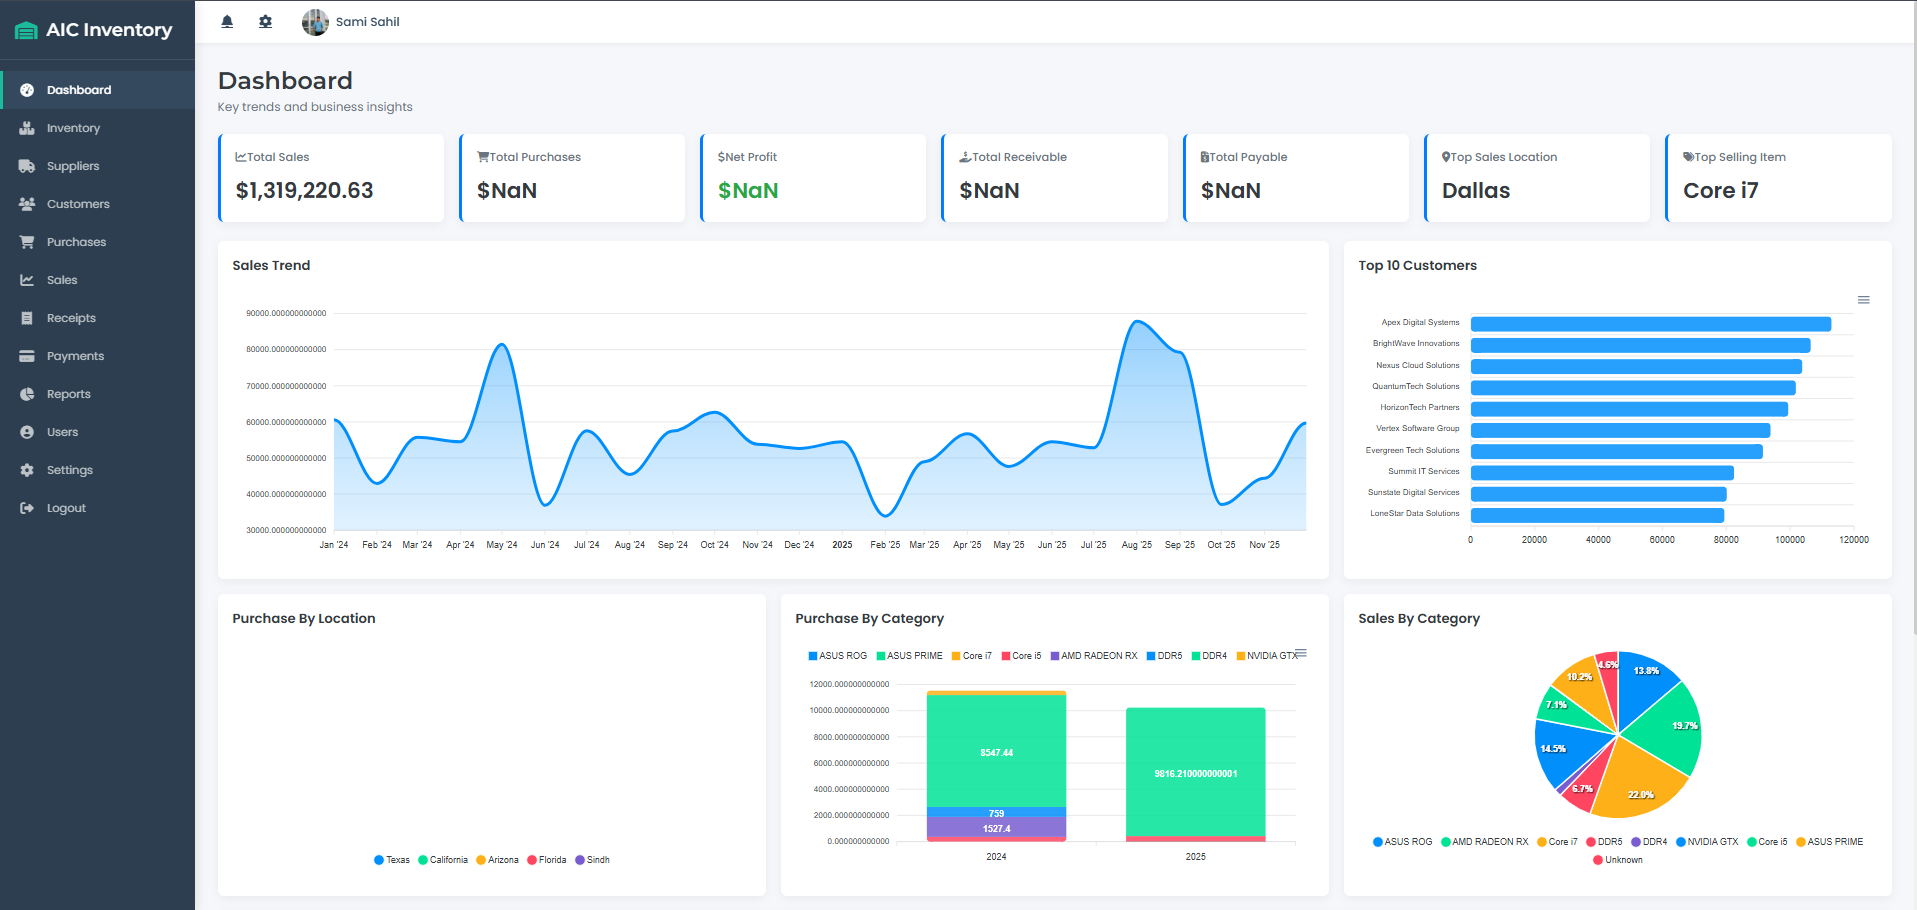 AIC Inventory
Sami Sahil
Dashboard
Inventory
Suppliers
Customers
Purchases
Sales
Receipts
Payments
Reports
Users
Settings
Logout
Dashboard
Key trends and business insights
Total Sales
$1,319,220.63
Total Purchases
$NaN
$Net Profit
$NaN
Total Receivable
$NaN
Total Payable
$NaN
Top Sales Location
Dallas
Top Selling Item
Core i7
Sales Trend
90000.000000000000
80000.000000000000
70000.000000000000
60000.000000000000
50000.000000000000
40000.000000000000
30000.000000000000
Jan '24 Feb '24 Mar '24 Apr '24 May '24 Jun '24 Jul '24 Aug '24 Sep '24 Oct '24 Nov '24 Dec '24 2025 Feb '25 Mar '25 Apr '25 May '25 Jun '25 Jul '25 Aug '25 Sep '25 Oct '25 Nov '25
Top 10 Customers
Apex Digital Systems
BrightWave Innovations
Nexus Cloud Solutions
QuantumTech Solutions
HorizonTech Partners
Vertex Software Group
Evergreen Tech Solutions
Summit IT Services
Sunstate Digital Services
LoneStar Data Solutions
0 20000 40000 60000 80000 100000 120000
Purchase By Location
Texas California Arizona Florida Sindh
Purchase By Category
ASUS ROG ASUS PRIME Core i7 Core i5 AMD RADEON RX DDR5 DDR4 NVIDIA GTX
12000.000000000000
10000.000000000000
8000.000000000000
6000.000000000000
4000.000000000000
2000.000000000000
0.000000000000
8547.44
759
1527.4
9816.210000000001
2024 2025
Sales By Category
4.6%
13.8%
10.2%
7.1%
19.7%
14.5%
6.7%
22.0%
ASUS ROG AMD RADEON RX Core i7 DDR5 DDR4 NVIDIA GTX Core i5 ASUS PRIME
Unknown